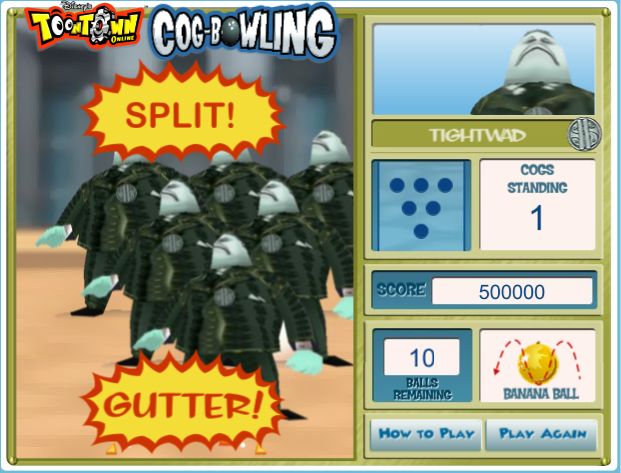 Disney's
TOONTOWN
ONLINE
COG-BOWLING
SPLIT!
GUTTER!
TIGHTWAD
COGS
STANDING
1
SCORE 500000
10
BALLS
REMAINING
BANANA BALL
HOW TO PLAY
PLAY AGAIN